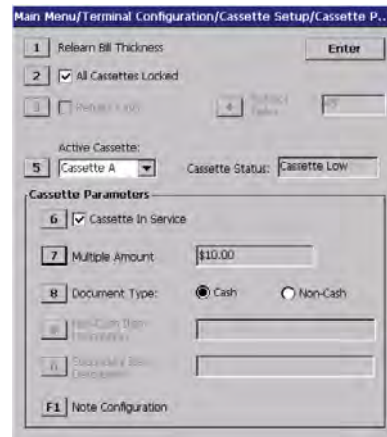 Main Menu/Terminal Configuration/Cassette Setup/Cassette P..
1 Relearn Bill Thickness Enter
2 All Cassettes Locked
3 4
Active Cassette:
5 Cassette A Cassette Status: Cassette Low
Cassette Parameters
6 Cassette In Service
7 Multiple Amount $10.00
8 Document Type: Cash Non-Cash
F1 Note Configuration